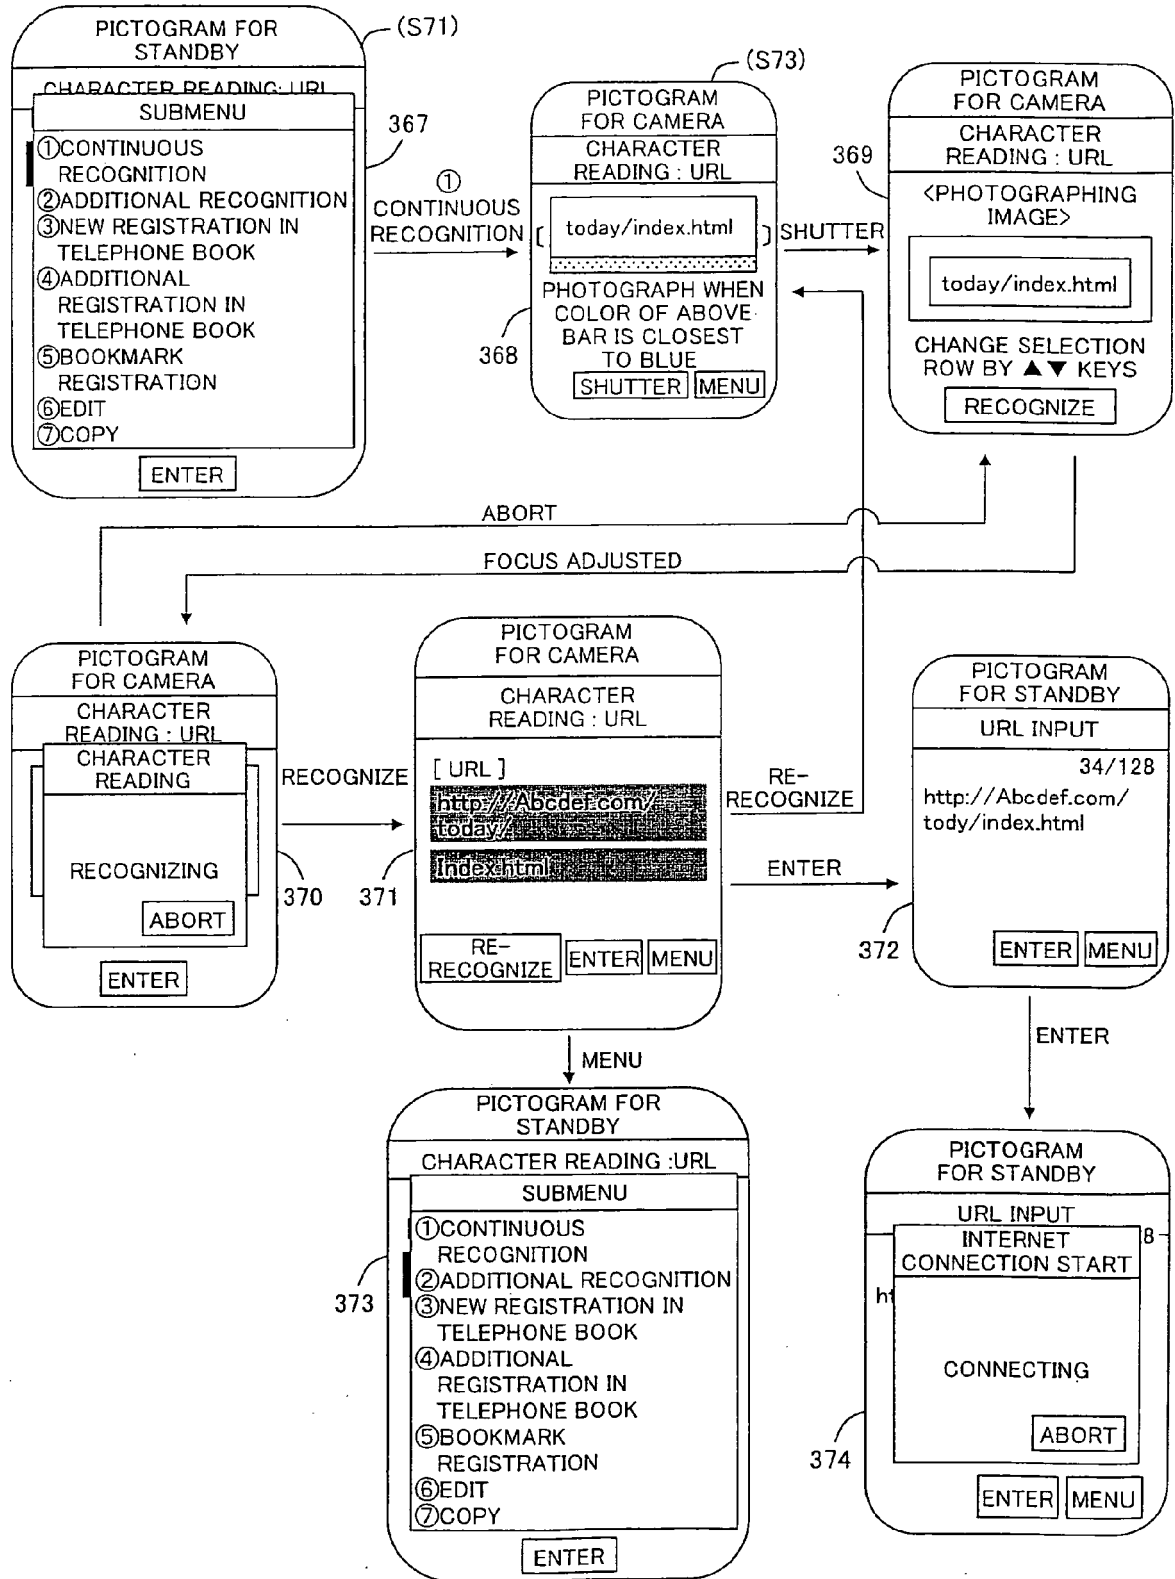 PICTOGRAM FOR
STANDBY
(S71)
CHARACTER READING: URL
SUBMENU
①CONTINUOUS
RECOGNITION
②ADDITIONAL RECOGNITION
③NEW REGISTRATION IN
TELEPHONE BOOK
④ADDITIONAL
REGISTRATION IN
TELEPHONE BOOK
⑤BOOKMARK
REGISTRATION
⑥EDIT
⑦COPY
ENTER
367
①
CONTINUOUS
RECOGNITION
(S73)
PICTOGRAM
FOR CAMERA
CHARACTER
READING : URL
[ today/index.html ]
PHOTOGRAPH WHEN
COLOR OF ABOVE
BAR IS CLOSEST
TO BLUE
SHUTTER MENU
368
SHUTTER
369
PICTOGRAM
FOR CAMERA
CHARACTER
READING : URL
<PHOTOGRAPHING
IMAGE>
today/index.html
CHANGE SELECTION
ROW BY ▲▼ KEYS
RECOGNIZE
ABORT
FOCUS ADJUSTED
PICTOGRAM
FOR CAMERA
CHARACTER
READING : URL
CHARACTER
READING
RECOGNIZING
ABORT
ENTER
370
RECOGNIZE
371
PICTOGRAM
FOR CAMERA
CHARACTER
READING : URL
[ URL ]
http://Abcdef.com/
today/
Index.html
RE-
RECOGNIZE ENTER MENU
RE-
RECOGNIZE
ENTER
372
PICTOGRAM
FOR STANDBY
URL INPUT
34/128
http://Abcdef.com/
tody/index.html
ENTER MENU
MENU
ENTER
373
PICTOGRAM FOR
STANDBY
CHARACTER READING :URL
SUBMENU
①CONTINUOUS
RECOGNITION
②ADDITIONAL RECOGNITION
③NEW REGISTRATION IN
TELEPHONE BOOK
④ADDITIONAL
REGISTRATION IN
TELEPHONE BOOK
⑤BOOKMARK
REGISTRATION
⑥EDIT
⑦COPY
ENTER
374
PICTOGRAM
FOR STANDBY
URL INPUT
8
INTERNET
CONNECTION START
ht
CONNECTING
ABORT
ENTER MENU